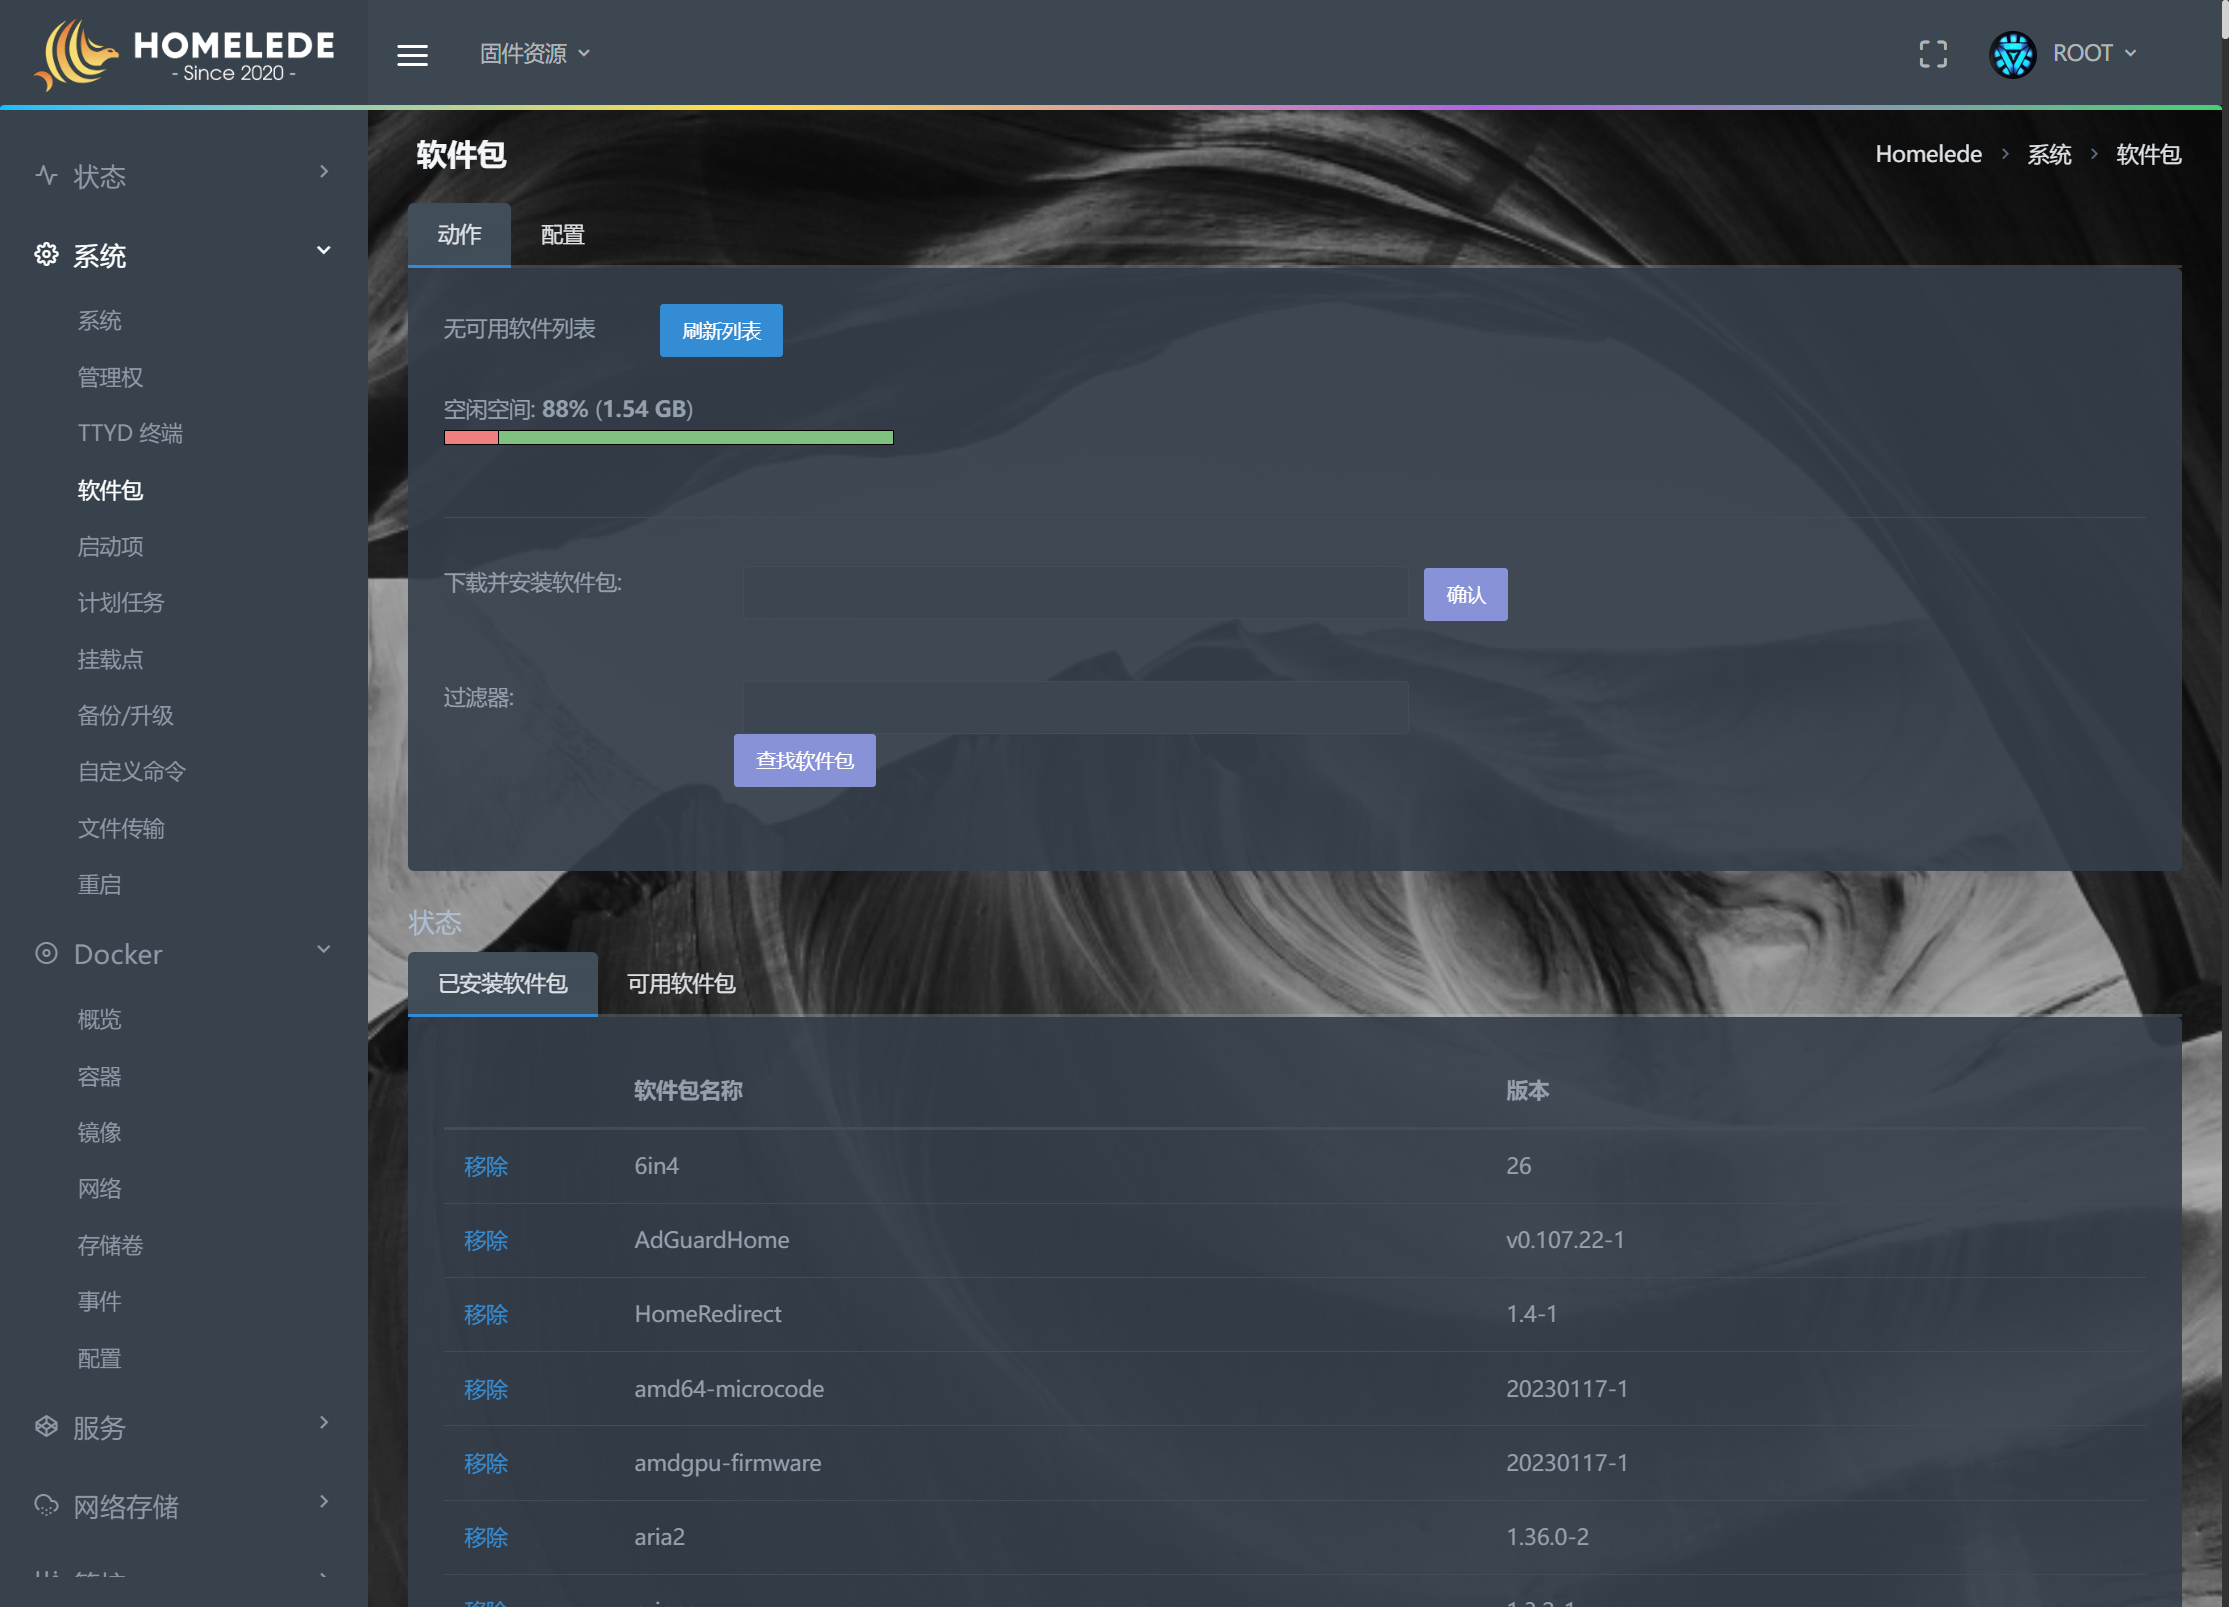 HOMELEDE
- Since 2020 -
固件资源
ROOT
状态
系统
系统
管理权
TTYD 终端
软件包
启动项
计划任务
挂载点
备份/升级
自定义命令
文件传输
重启
Docker
概览
容器
镜像
网络
存储卷
事件
配置
服务
网络存储
软件包
Homelede > 系统 > 软件包
动作 配置
无可用软件列表 刷新列表
空闲空间: 88% (1.54 GB)
下载并安装软件包: 确认
过滤器:
查找软件包
状态
已安装软件包 可用软件包
软件包名称 版本
移除 6in4 26
移除 AdGuardHome v0.107.22-1
移除 HomeRedirect 1.4-1
移除 amd64-microcode 20230117-1
移除 amdgpu-firmware 20230117-1
移除 aria2 1.36.0-2